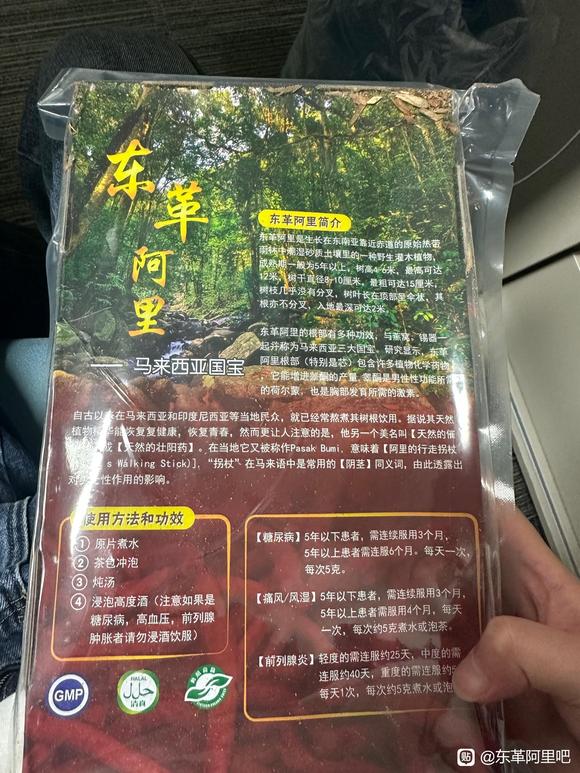 东革阿里
——马来西亚国宝
东革阿里简介
东革阿里是生长在东南亚靠近赤道的原始热带
雨林中潮湿砂质土壤里的一种野生灌木植物,
成熟期一般为5年以上, 树高4-6米, 最高可达
12米, 树干直径8-10厘米, 最粗可达15厘米,
树枝几乎没有分叉, 树叶长在顶部呈伞状, 其
根亦不分叉, 入地最深可达2米。
东革阿里的根部有多种功效, 与燕窝、锡器一
起并称为马来西亚三大国宝。研究显示, 东革
阿里根部 (特别是芯) 包含许多植物化学药物
, 它能增进睾酮的产量, 睾酮是男性性功能所需
的荷尔蒙, 也是胸部发育所需的激素。
自古以来在马来西亚和印度尼西亚等当地民众, 就已经常熬煮其树根饮用。据说其天然
植物精华能恢复复健康, 恢复青春, 然而更让人注意的是, 他另一个美名叫【天然的催
】或【天然的壮阳药】。在当地它又被称作Pasak Bumi, 意味着【阿里的行走拐杖
's Walking Stick)], “拐杖” 在马来语中是常用的【阴茎】同义词, 由此透露出
对性作用的影响。
使用方法和功效
① 原片煮水
② 茶包冲泡
③ 炖汤
④ 浸泡高度酒 (注意如果是
糖尿病, 高血压, 前列腺
肿胀者请勿浸酒饮服)
【糖尿病】5年以下患者, 需连续服用3个月,
5年以上患者需连服6个月。每天一次,
每次5克。
【痛风/风湿】5年以下患者, 需连续服用3个月,
5年以上患者需服用4个月, 每天
一次, 每次约5克煮水或泡茶。
【前列腺炎】轻度的需连服约25天, 中度的需
连服约40天, 重度的需连服约
每天1次, 每次约5克煮水或泡
GMP
HALAL
حلال
清真
贴 @东革阿里吧